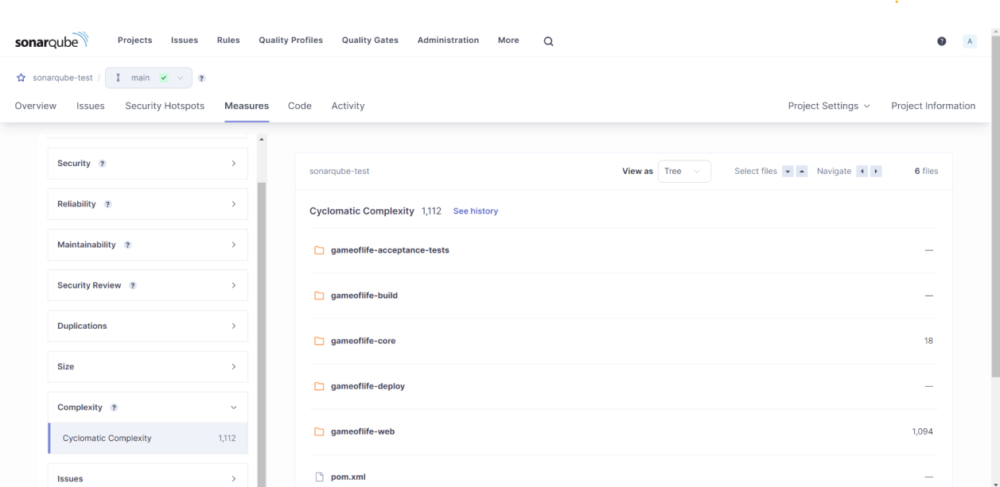 sonarqube Projects Issues Rules Quality Profiles Quality Gates Administration More ? A
sonarqube-test / main ?
Overview Issues Security Hotspots Measures Code Activity Project Settings Project Information
Security ?
Reliability ?
Maintainability ?
Security Review ?
Duplications
Size
Complexity ?
Cyclomatic Complexity 1,112
Issues
sonarqube-test View as Tree Select files Navigate 6 files
Cyclomatic Complexity 1,112 See history
gameoflife-acceptance-tests —
gameoflife-build —
gameoflife-core 18
gameoflife-deploy —
gameoflife-web 1,094
pom.xml —